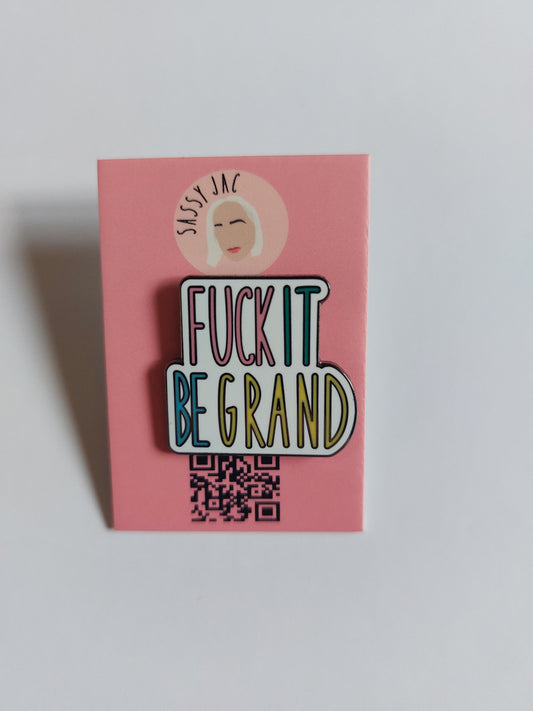 SASSY JAC
FUCK IT
BE GRAND